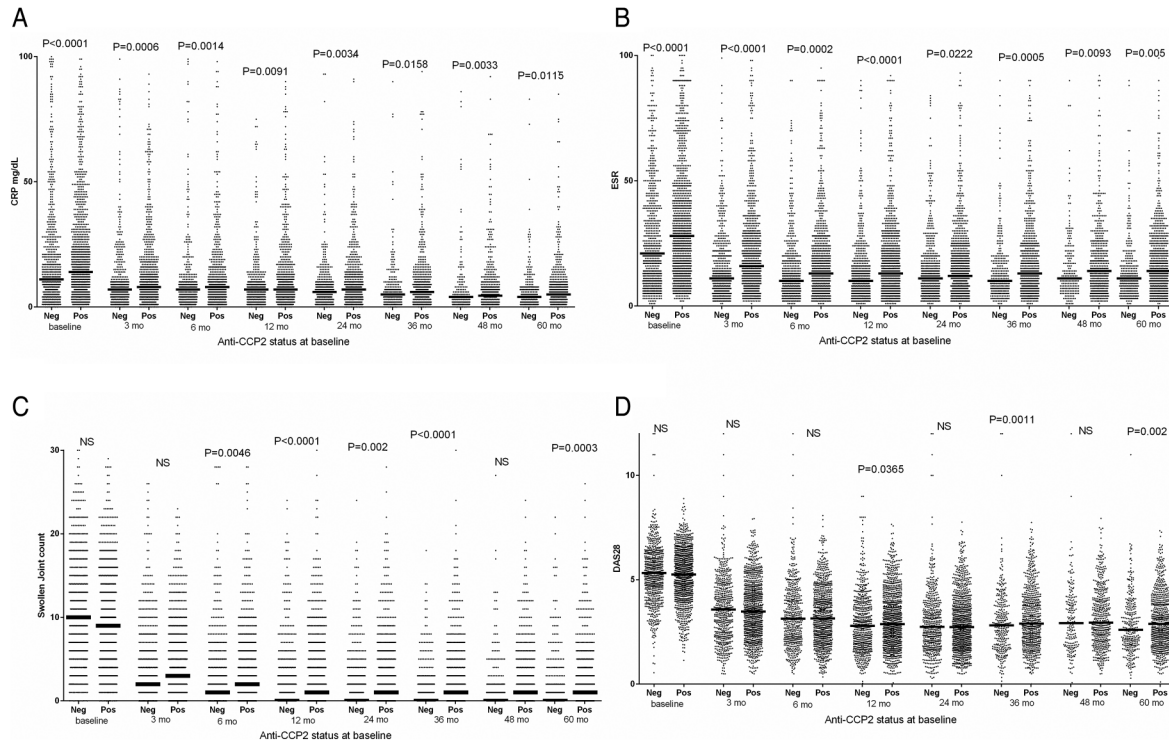 A
P<0.0001 P=0.0006 P=0.0014 P=0.0091 P=0.0034 P=0.0158 P=0.0033 P=0.0115
100
50
0
CRP mg/dL
Neg Pos Neg Pos Neg Pos Neg Pos Neg Pos Neg Pos Neg Pos Neg Pos
baseline 3 mo 6 mo 12 mo 24 mo 36 mo 48 mo 60 mo
Anti-CCP2 status at baseline
B
P<0.0001 P<0.0001 P=0.0002 P<0.0001 P=0.0222 P=0.0005 P=0.0093 P=0.005
100
50
0
ESR
Neg Pos Neg Pos Neg Pos Neg Pos Neg Pos Neg Pos Neg Pos Neg Pos
baseline 3 mo 6 mo 12 mo 24 mo 36 mo 48 mo 60 mo
Anti-CCP2 status at baseline
C
NS NS P=0.0046 P<0.0001 P=0.002 P<0.0001 NS P=0.0003
30
20
10
0
Swollen Joint count
Neg Pos Neg Pos Neg Pos Neg Pos Neg Pos Neg Pos Neg Pos Neg Pos
baseline 3 mo 6 mo 12 mo 24 mo 36 mo 48 mo 60 mo
Anti-CCP2 status at baseline
D
NS NS NS P=0.0365 NS P=0.0011 NS P=0.002
10
5
0
DAS28
Neg Pos Neg Pos Neg Pos Neg Pos Neg Pos Neg Pos Neg Pos Neg Pos
baseline 3 mo 6 mo 12 mo 24 mo 36 mo 48 mo 60 mo
Anti-CCP2 status at baseline